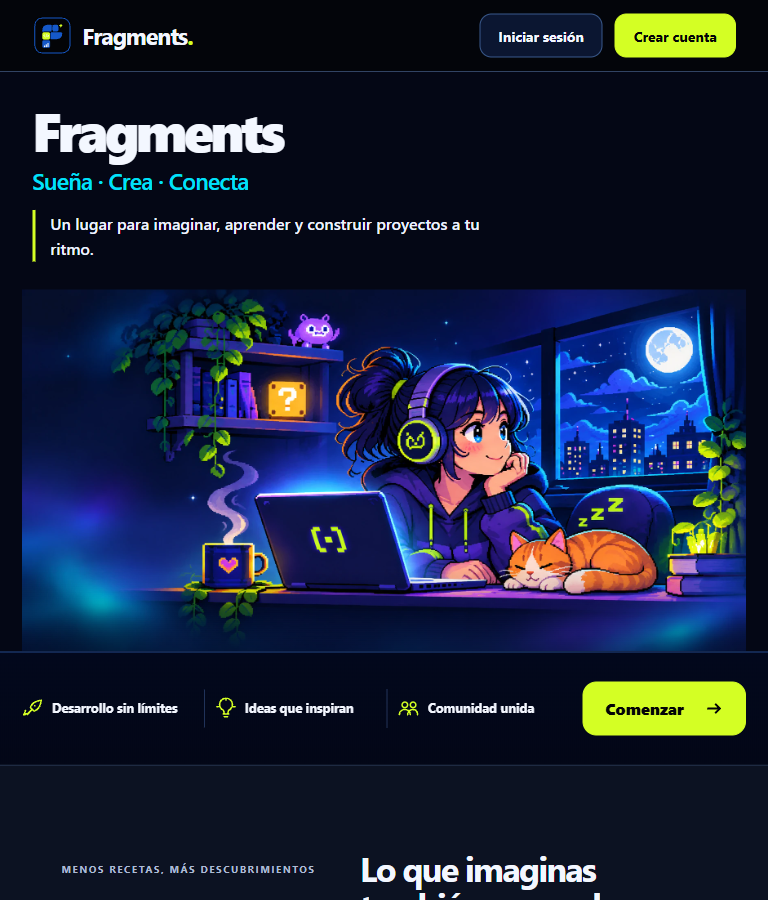 Fragments.
Iniciar sesión
Crear cuenta
Fragments
Sueña · Crea · Conecta
Un lugar para imaginar, aprender y construir proyectos a tu
ritmo.
?
[·]
z z z
Desarrollo sin límites
Ideas que inspiran
Comunidad unida
Comenzar →
MENOS RECETAS, MÁS DESCUBRIMIENTOS
Lo que imaginas